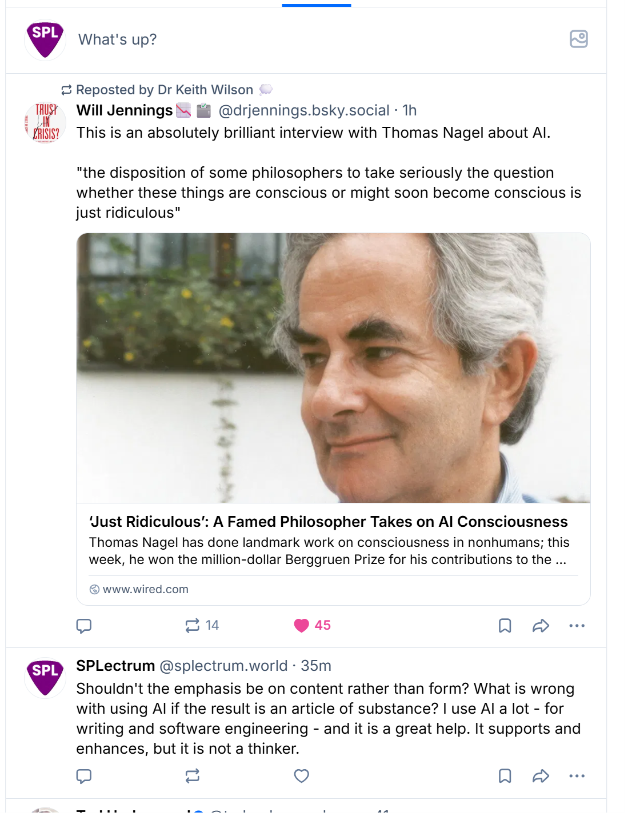 SPL
What's up?
Reposted by Dr Keith Wilson
TRUST
IN
CRISIS?
Will Jennings @drjennings.bsky.social · 1h
This is an absolutely brilliant interview with Thomas Nagel about AI.
"the disposition of some philosophers to take seriously the question
whether these things are conscious or might soon become conscious is
just ridiculous"
‘Just Ridiculous’: A Famed Philosopher Takes on AI Consciousness
Thomas Nagel has done landmark work on consciousness in nonhumans; this
week, he won the million-dollar Berggruen Prize for his contributions to the ...
www.wired.com
14 45
SPL
SPLectrum @splectrum.world · 35m
Shouldn't the emphasis be on content rather than form? What is wrong
with using AI if the result is an article of substance? I use AI a lot - for
writing and software engineering - and it is a great help. It supports and
enhances, but it is not a thinker.